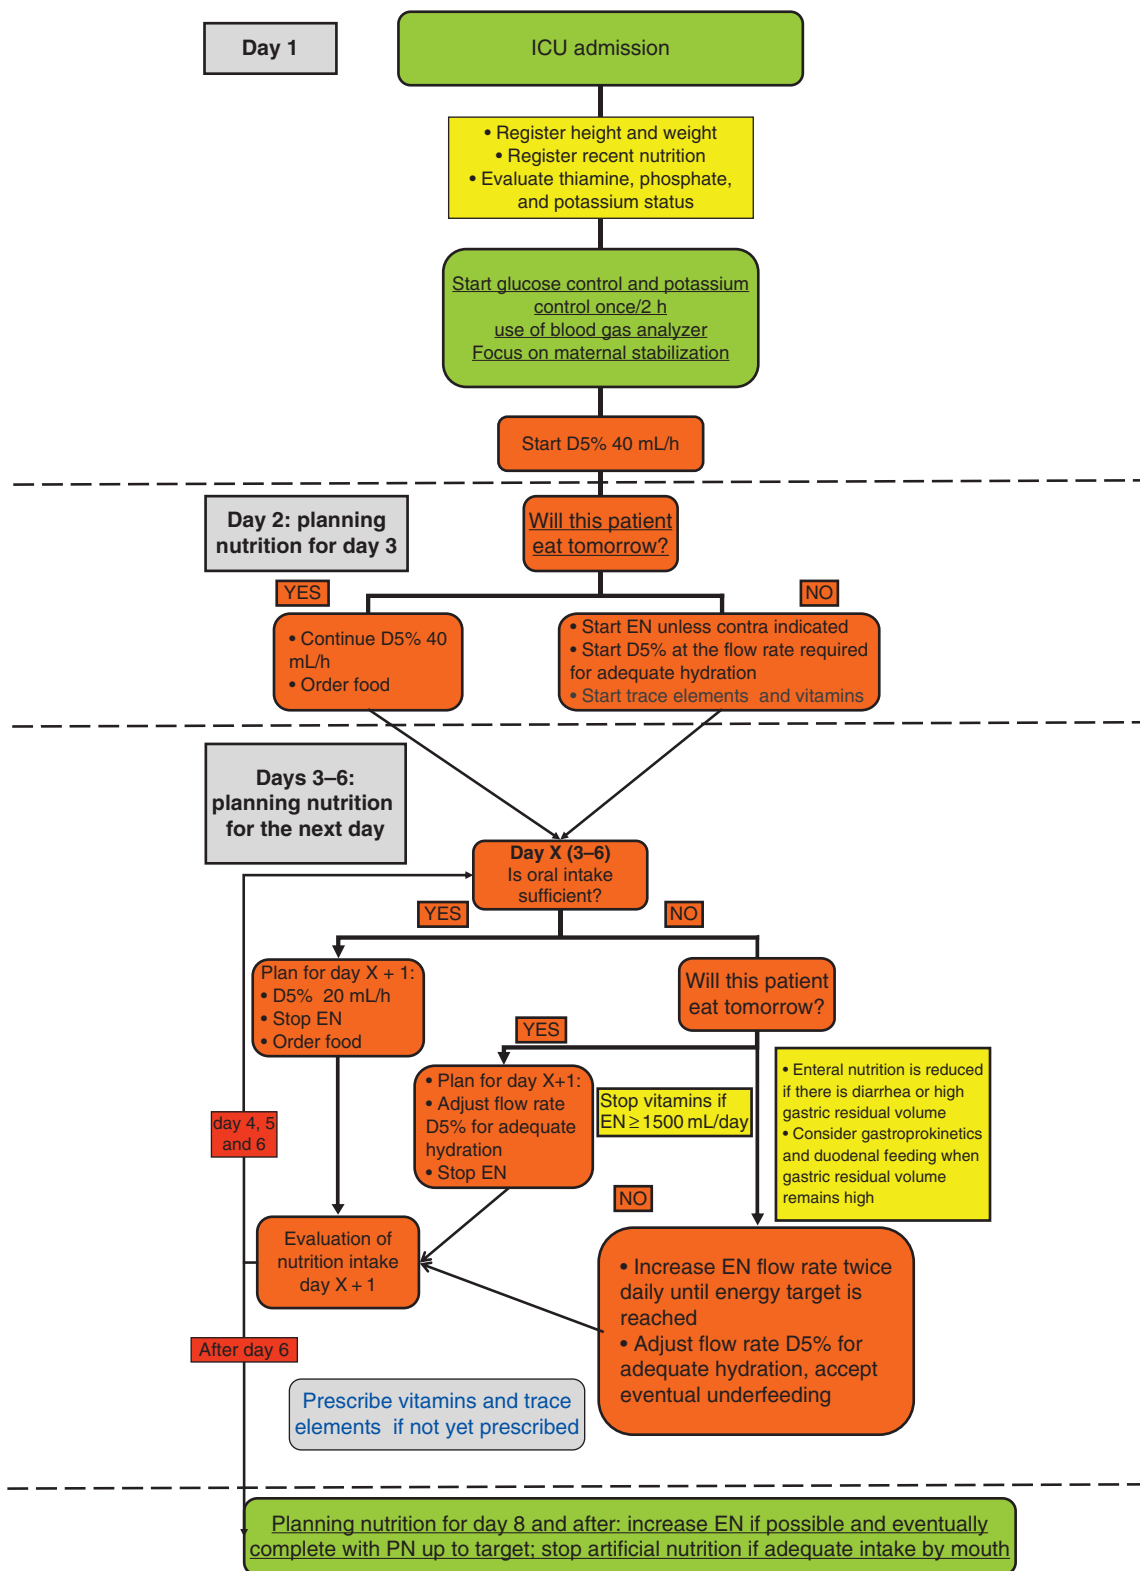 Day 1
ICU admission
• Register height and weight
• Register recent nutrition
• Evaluate thiamine, phosphate,
and potassium status
Start glucose control and potassium
control once/2 h
use of blood gas analyzer
Focus on maternal stabilization
Start D5% 40 mL/h
Day 2: planning
nutrition for day 3
Will this patient
eat tomorrow?
YES
NO
• Continue D5% 40
mL/h
• Order food
• Start EN unless contra indicated
• Start D5% at the flow rate required
for adequate hydration
• Start trace elements and vitamins
Days 3–6:
planning nutrition
for the next day
Day X (3–6)
Is oral intake
sufficient?
YES
NO
Plan for day X + 1:
• D5% 20 mL/h
• Stop EN
• Order food
Will this patient
eat tomorrow?
YES
• Plan for day X+1:
• Adjust flow rate
D5% for adequate
hydration
• Stop EN
Stop vitamins if
EN ≥ 1500 mL/day
• Enteral nutrition is reduced
if there is diarrhea or high
gastric residual volume
• Consider gastroprokinetics
and duodenal feeding when
gastric residual volume
remains high
day 4, 5
and 6
NO
Evaluation of
nutrition intake
day X + 1
• Increase EN flow rate twice
daily until energy target is
reached
• Adjust flow rate D5% for
adequate hydration, accept
eventual underfeeding
After day 6
Prescribe vitamins and trace
elements if not yet prescribed
Planning nutrition for day 8 and after: increase EN if possible and eventually
complete with PN up to target; stop artificial nutrition if adequate intake by mouth